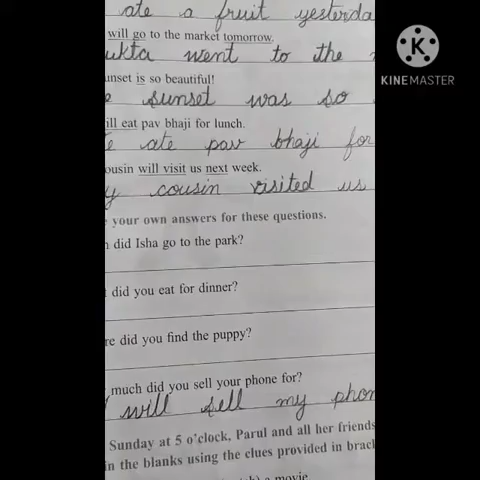 ate a fruit yesterda
will go to the market tomorrow.
ukta went to the
unset is so beautiful!
e sunset was so
ill eat pav bhaji for lunch.
e ate pav bhaji for
ousin will visit us next week.
y cousin visited us
your own answers for these questions.
did Isha go to the park?
did you eat for dinner?
re did you find the puppy?
much did you sell your phone for?
will sell my phon
Sunday at 5 o'clock, Parul and all her friends
in the blanks using the clues provided in brack
a movie
KINEMASTER